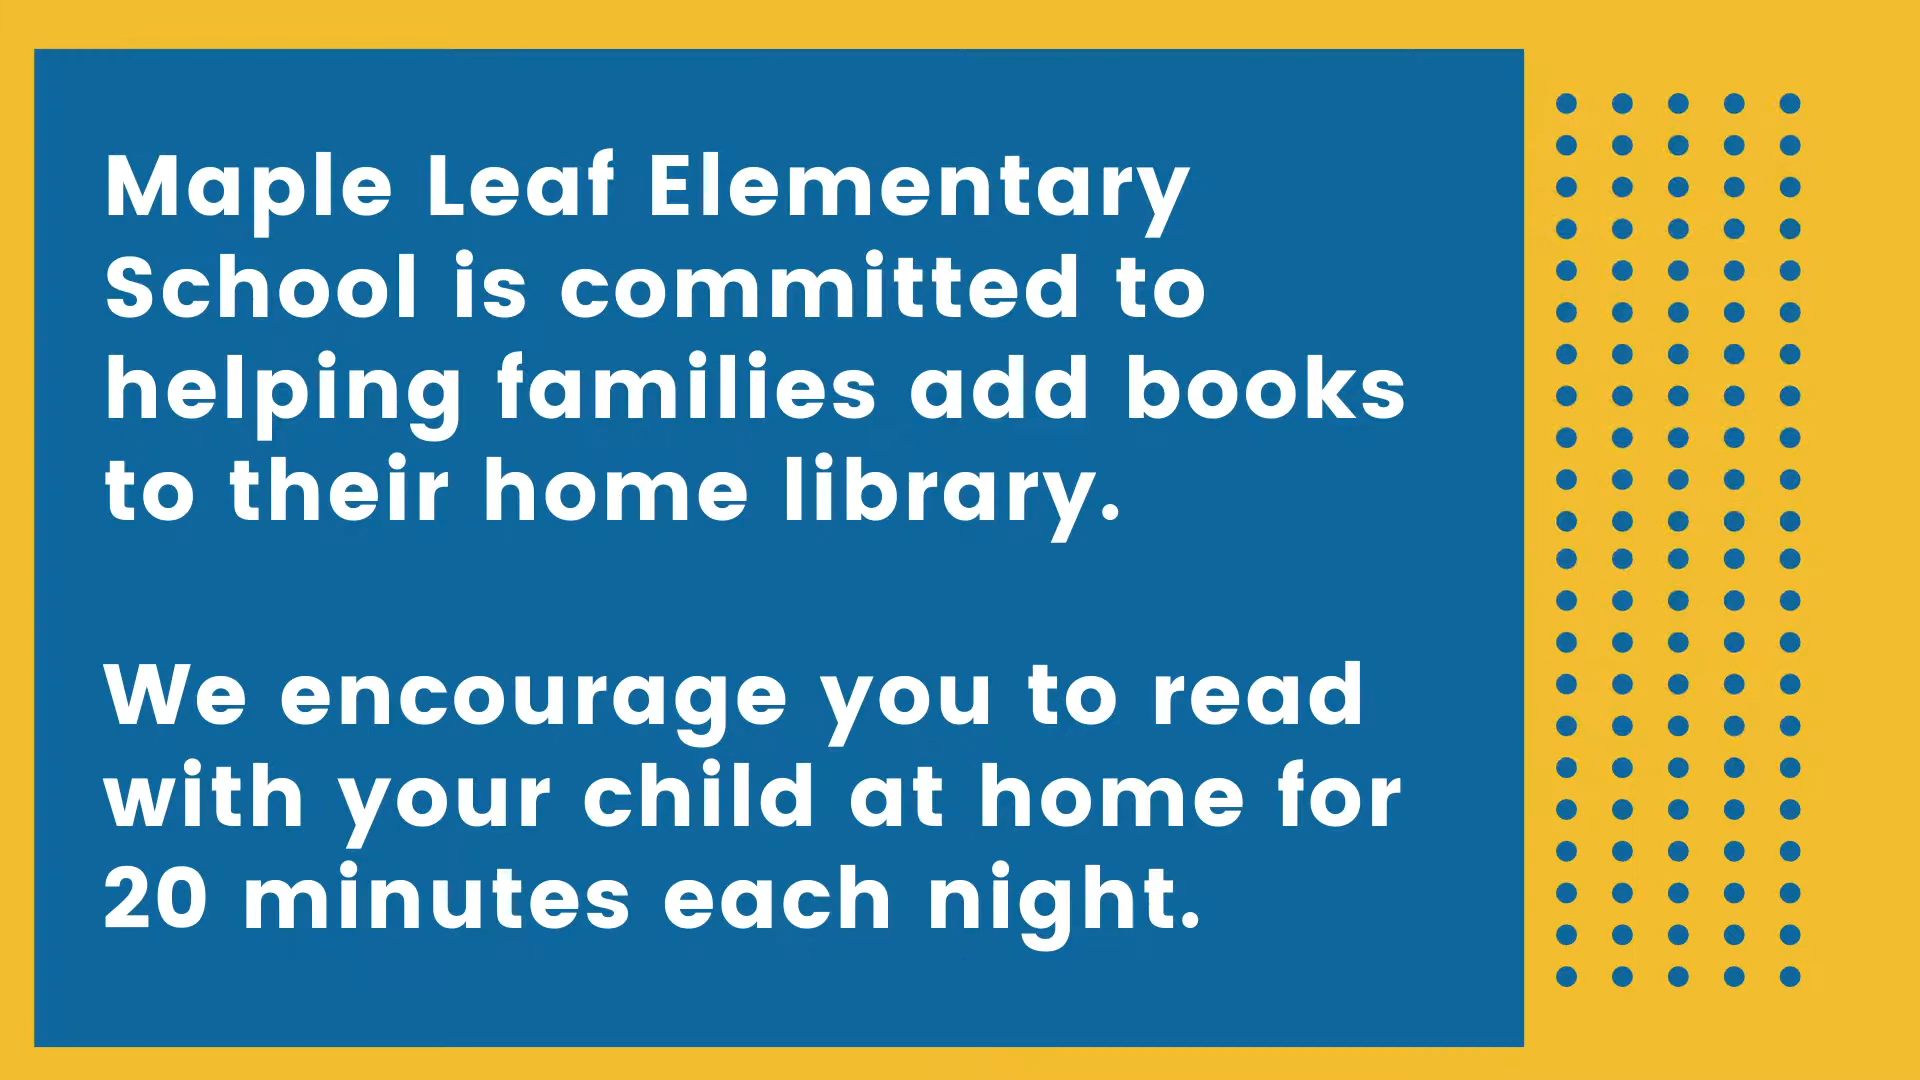 Maple Leaf Elementary
School is committed to
helping families add books
to their home library.
We encourage you to read
with your child at home for
20 minutes each night.